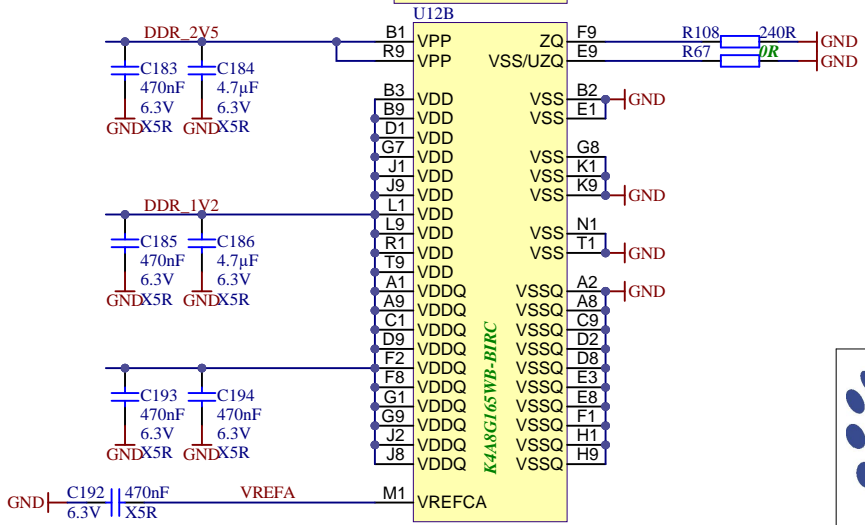 U12B
DDR_2V5 B1 VPP ZQ F9 R108 240R GND
R9 VPP VSS/UZQ E9 R67 0R GND
C183 C184
470nF 4.7µF
6.3V 6.3V
GND X5R GND X5R
B3 VDD VSS B2 GND
B9 VDD VSS E1
D1 VDD
G7 VDD VSS G8
J1 VDD VSS K1
J9 VDD VSS K9 GND
DDR_1V2 L1 VDD
L9 VDD VSS N1
R1 VDD VSS T1 GND
T9 VDD
C185 C186
470nF 4.7µF
6.3V 6.3V
GND X5R GND X5R
A1 VDDQ VSSQ A2 GND
A9 VDDQ VSSQ A8
C1 VDDQ VSSQ C9
D9 VDDQ VSSQ D2
F2 VDDQ VSSQ D8
F8 VDDQ VSSQ E3
G1 VDDQ VSSQ E8
G9 VDDQ VSSQ F1
J2 VDDQ VSSQ H1
J8 VDDQ VSSQ H9
C193 C194
470nF 470nF
6.3V 6.3V
GND X5R GND X5R
K4A8G165WB-BIRC
GND C192 470nF VREFA M1 VREFCA
6.3V X5R